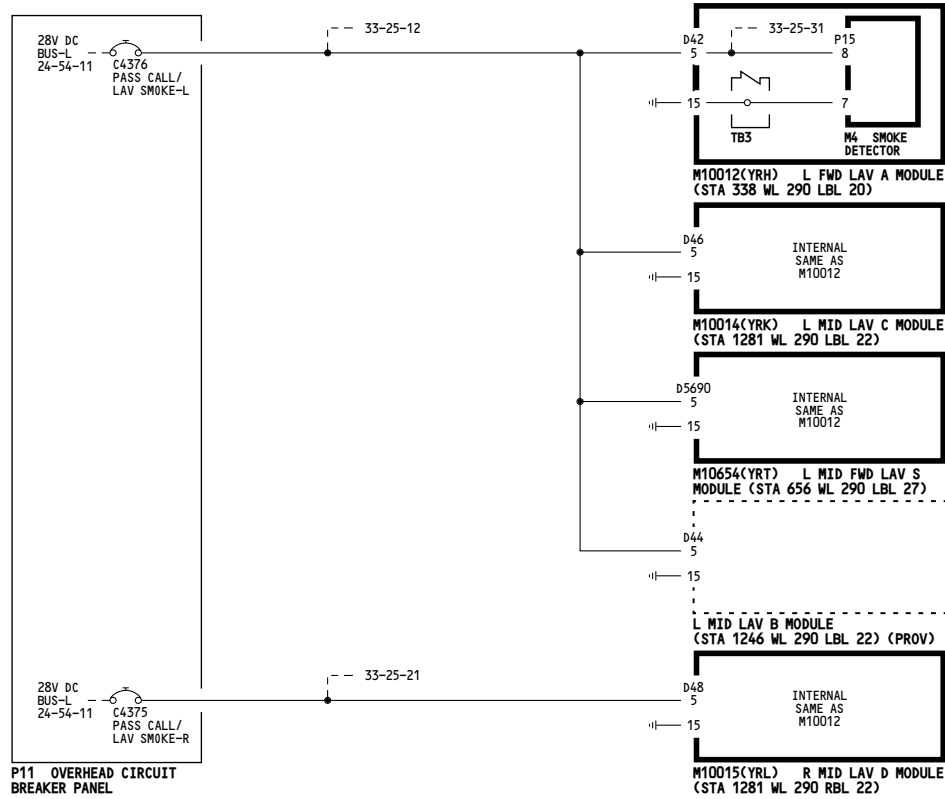 28V DC
BUS-L
24-54-11
C4376
PASS CALL/
LAV SMOKE-L
33-25-12
D42
5
33-25-31
P15
8
15
7
TB3
M4 SMOKE
DETECTOR
M10012(YRH) L FWD LAV A MODULE
(STA 338 WL 290 LBL 20)
D46
5
15
INTERNAL
SAME AS
M10012
M10014(YRK) L MID LAV C MODULE
(STA 1281 WL 290 LBL 22)
D5690
5
15
INTERNAL
SAME AS
M10012
M10654(YRT) L MID FWD LAV S
MODULE (STA 656 WL 290 LBL 27)
D44
5
15
L MID LAV B MODULE
(STA 1246 WL 290 LBL 22) (PROV)
28V DC
BUS-L
24-54-11
C4375
PASS CALL/
LAV SMOKE-R
33-25-21
D48
5
15
INTERNAL
SAME AS
M10012
P11 OVERHEAD CIRCUIT
BREAKER PANEL
M10015(YRL) R MID LAV D MODULE
(STA 1281 WL 290 RBL 22)